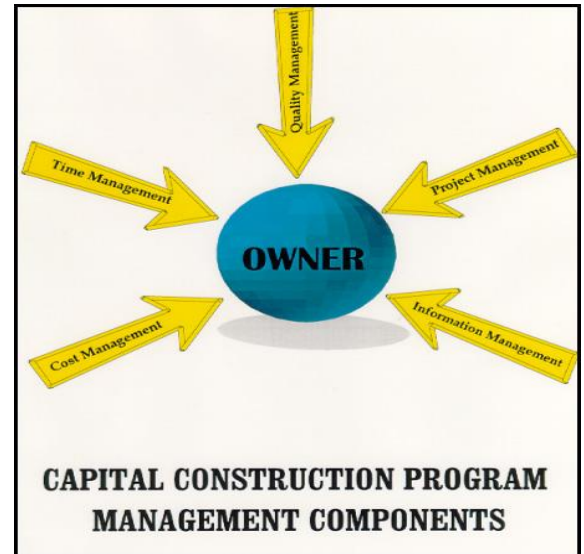 Quality Management
Time Management
Project Management
OWNER
Cost Management
Information Management
CAPITAL CONSTRUCTION PROGRAM
MANAGEMENT COMPONENTS